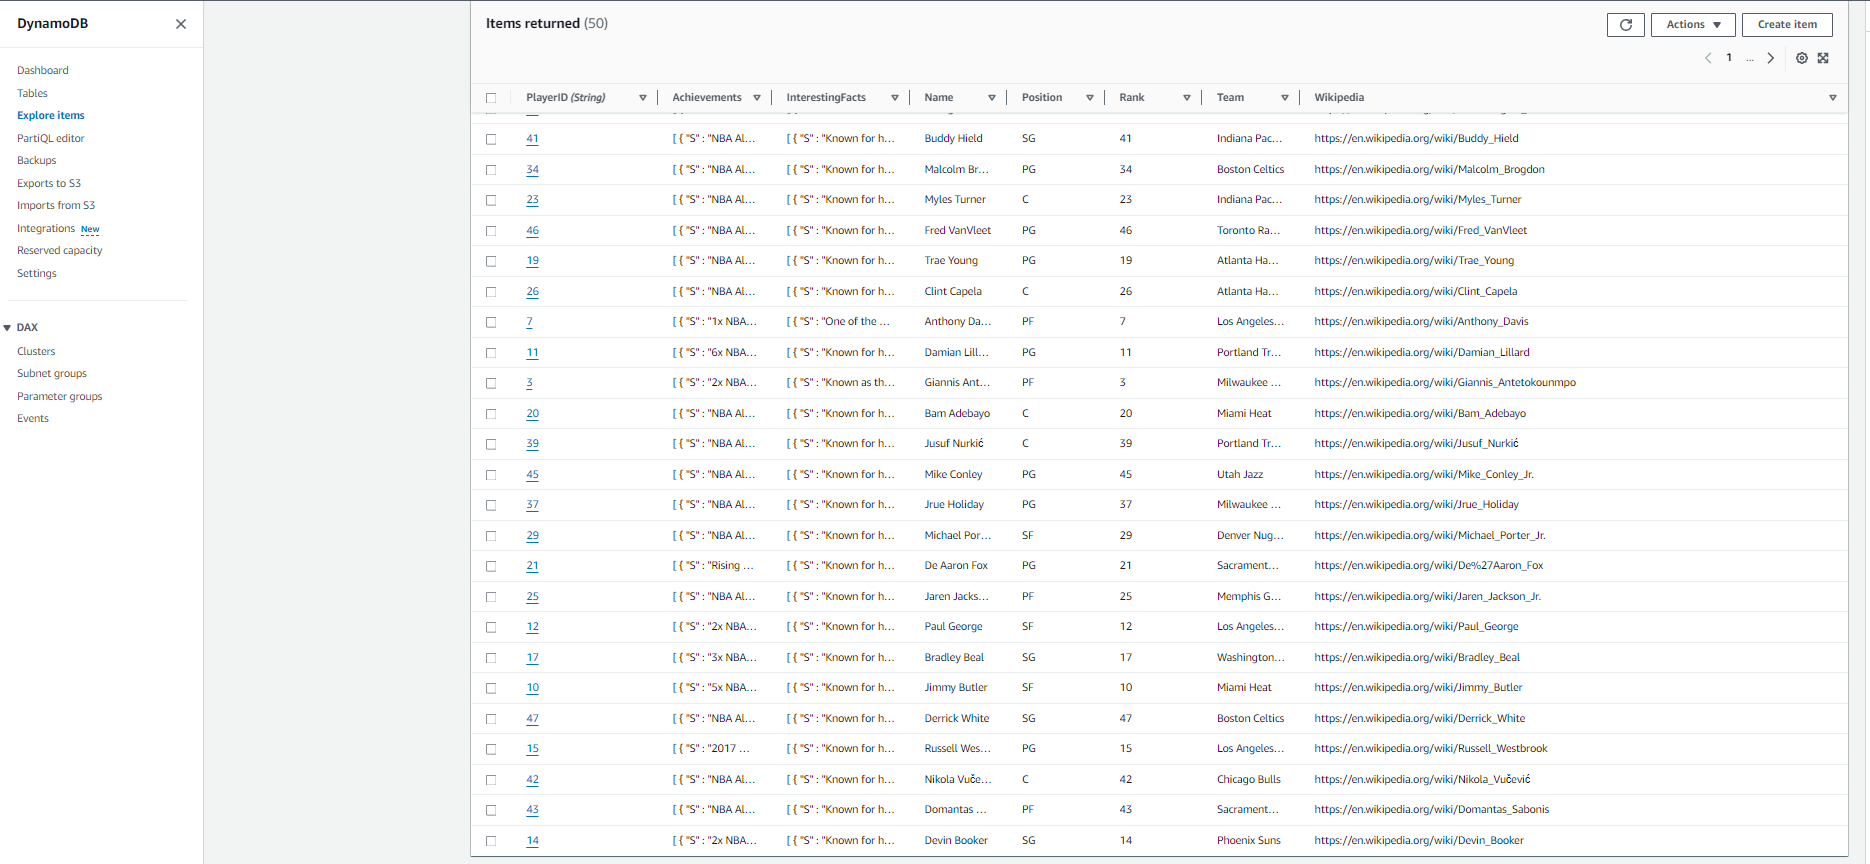 DynamoDB
Dashboard
Tables
Explore items
PartiQL editor
Backups
Exports to S3
Imports from S3
Integrations New
Reserved capacity
Settings
DAX
Clusters
Subnet groups
Parameter groups
Events
Items returned (50)
Actions
Create item
1 ...
PlayerID (String) Achievements InterestingFacts Name Position Rank Team Wikipedia
41 [ { "S" : "NBA Al... [ { "S" : "Known for h... Buddy Hield SG 41 Indiana Pac... https://en.wikipedia.org/wiki/Buddy_Hield
34 [ { "S" : "NBA Al... [ { "S" : "Known for h... Malcolm Br... PG 34 Boston Celtics https://en.wikipedia.org/wiki/Malcolm_Brogdon
23 [ { "S" : "NBA Al... [ { "S" : "Known for h... Myles Turner C 23 Indiana Pac... https://en.wikipedia.org/wiki/Myles_Turner
46 [ { "S" : "NBA Al... [ { "S" : "Known for h... Fred VanVleet PG 46 Toronto Ra... https://en.wikipedia.org/wiki/Fred_VanVleet
19 [ { "S" : "NBA Al... [ { "S" : "Known for h... Trae Young PG 19 Atlanta Ha... https://en.wikipedia.org/wiki/Trae_Young
26 [ { "S" : "NBA Al... [ { "S" : "Known for h... Clint Capela C 26 Atlanta Ha... https://en.wikipedia.org/wiki/Clint_Capela
7 [ { "S" : "1x NBA... [ { "S" : "One of the ... Anthony Da... PF 7 Los Angeles... https://en.wikipedia.org/wiki/Anthony_Davis
11 [ { "S" : "6x NBA... [ { "S" : "Known for h... Damian Lill... PG 11 Portland Tr... https://en.wikipedia.org/wiki/Damian_Lillard
3 [ { "S" : "2x NBA... [ { "S" : "Known as th... Giannis Ant... PF 3 Milwaukee ... https://en.wikipedia.org/wiki/Giannis_Antetokounmpo
20 [ { "S" : "NBA Al... [ { "S" : "Known for h... Bam Adebayo C 20 Miami Heat https://en.wikipedia.org/wiki/Bam_Adebayo
39 [ { "S" : "NBA Al... [ { "S" : "Known for h... Jusuf Nurkić C 39 Portland Tr... https://en.wikipedia.org/wiki/Jusuf_Nurkić
45 [ { "S" : "NBA Al... [ { "S" : "Known for h... Mike Conley PG 45 Utah Jazz https://en.wikipedia.org/wiki/Mike_Conley_Jr.
37 [ { "S" : "NBA Al... [ { "S" : "Known for h... Jrue Holiday PG 37 Milwaukee ... https://en.wikipedia.org/wiki/Jrue_Holiday
29 [ { "S" : "NBA Al... [ { "S" : "Known for h... Michael Por... SF 29 Denver Nug... https://en.wikipedia.org/wiki/Michael_Porter_Jr.
21 [ { "S" : "Rising ... [ { "S" : "Known for h... De Aaron Fox PG 21 Sacrament... https://en.wikipedia.org/wiki/De%27Aaron_Fox
25 [ { "S" : "NBA Al... [ { "S" : "Known for h... Jaren Jacks... PF 25 Memphis G... https://en.wikipedia.org/wiki/Jaren_Jackson_Jr.
12 [ { "S" : "2x NBA... [ { "S" : "Known for h... Paul George SF 12 Los Angeles... https://en.wikipedia.org/wiki/Paul_George
17 [ { "S" : "3x NBA... [ { "S" : "Known for h... Bradley Beal SG 17 Washington... https://en.wikipedia.org/wiki/Bradley_Beal
10 [ { "S" : "5x NBA... [ { "S" : "Known for h... Jimmy Butler SF 10 Miami Heat https://en.wikipedia.org/wiki/Jimmy_Butler
47 [ { "S" : "NBA Al... [ { "S" : "Known for h... Derrick White SG 47 Boston Celtics https://en.wikipedia.org/wiki/Derrick_White
15 [ { "S" : "2017 ... [ { "S" : "Known for h... Russell Wes... PG 15 Los Angeles... https://en.wikipedia.org/wiki/Russell_Westbrook
42 [ { "S" : "NBA Al... [ { "S" : "Known for h... Nikola Vuče... C 42 Chicago Bulls https://en.wikipedia.org/wiki/Nikola_Vučević
43 [ { "S" : "NBA Al... [ { "S" : "Known for h... Domantas ... PF 43 Sacrament... https://en.wikipedia.org/wiki/Domantas_Sabonis
14 [ { "S" : "2x NBA... [ { "S" : "Known for h... Devin Booker SG 14 Phoenix Suns https://en.wikipedia.org/wiki/Devin_Booker